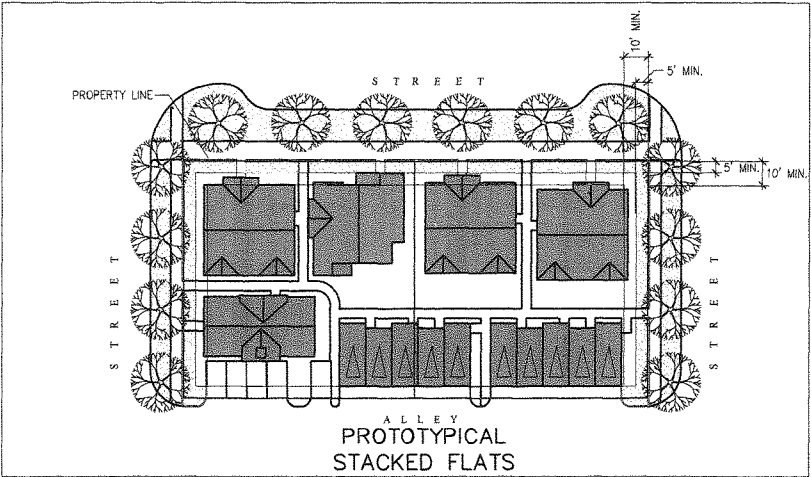 10' MIN.
5' MIN.
STREET
PROPERTY LINE
5' MIN.
10' MIN.
STREET
STREET
ALLEY
PROTOTYPICAL
STACKED FLATS